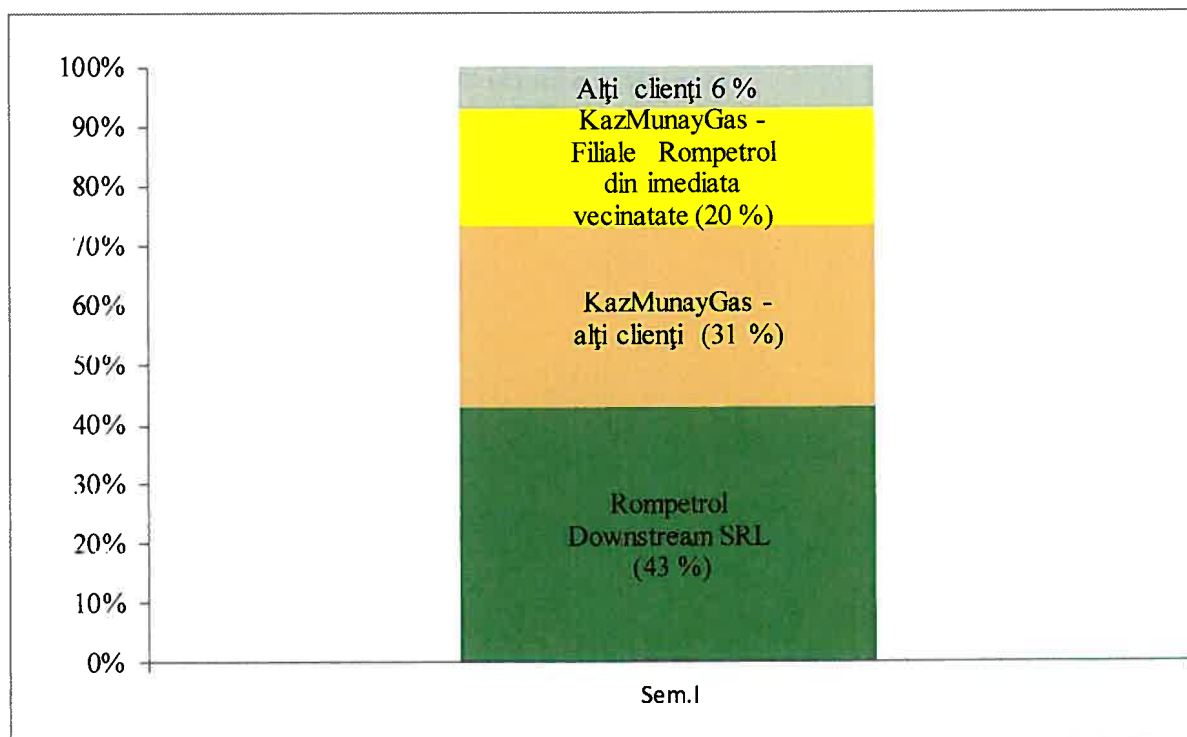 100%
90%
80%
70%
60%
50%
40%
30%
20%
10%
0%
Alţi clienţi 6 %
KazMunayGas -
Filiale Rompetrol
din imediata
vecinatate (20 %)
KazMunayGas -
alţi clienţi (31 %)
Rompetrol
Downstream SRL
(43 %)
Sem.I